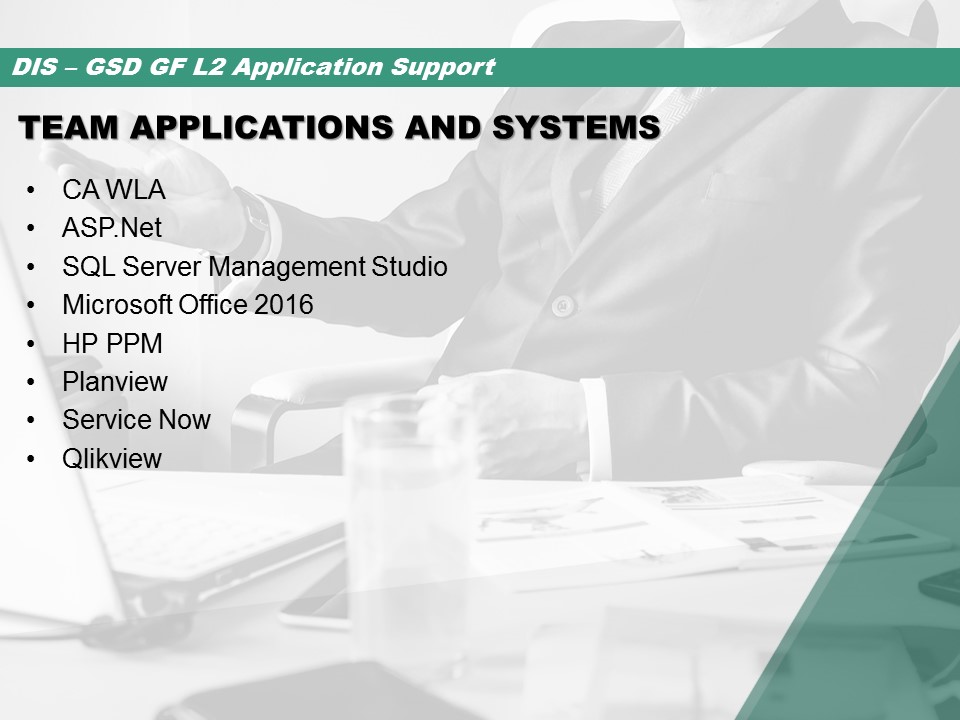 DIS – GSD GF L2 Application Support
TEAM APPLICATIONS AND SYSTEMS
• CA WLA
• ASP.Net
• SQL Server Management Studio
• Microsoft Office 2016
• HP PPM
• Planview
• Service Now
• Qlikview